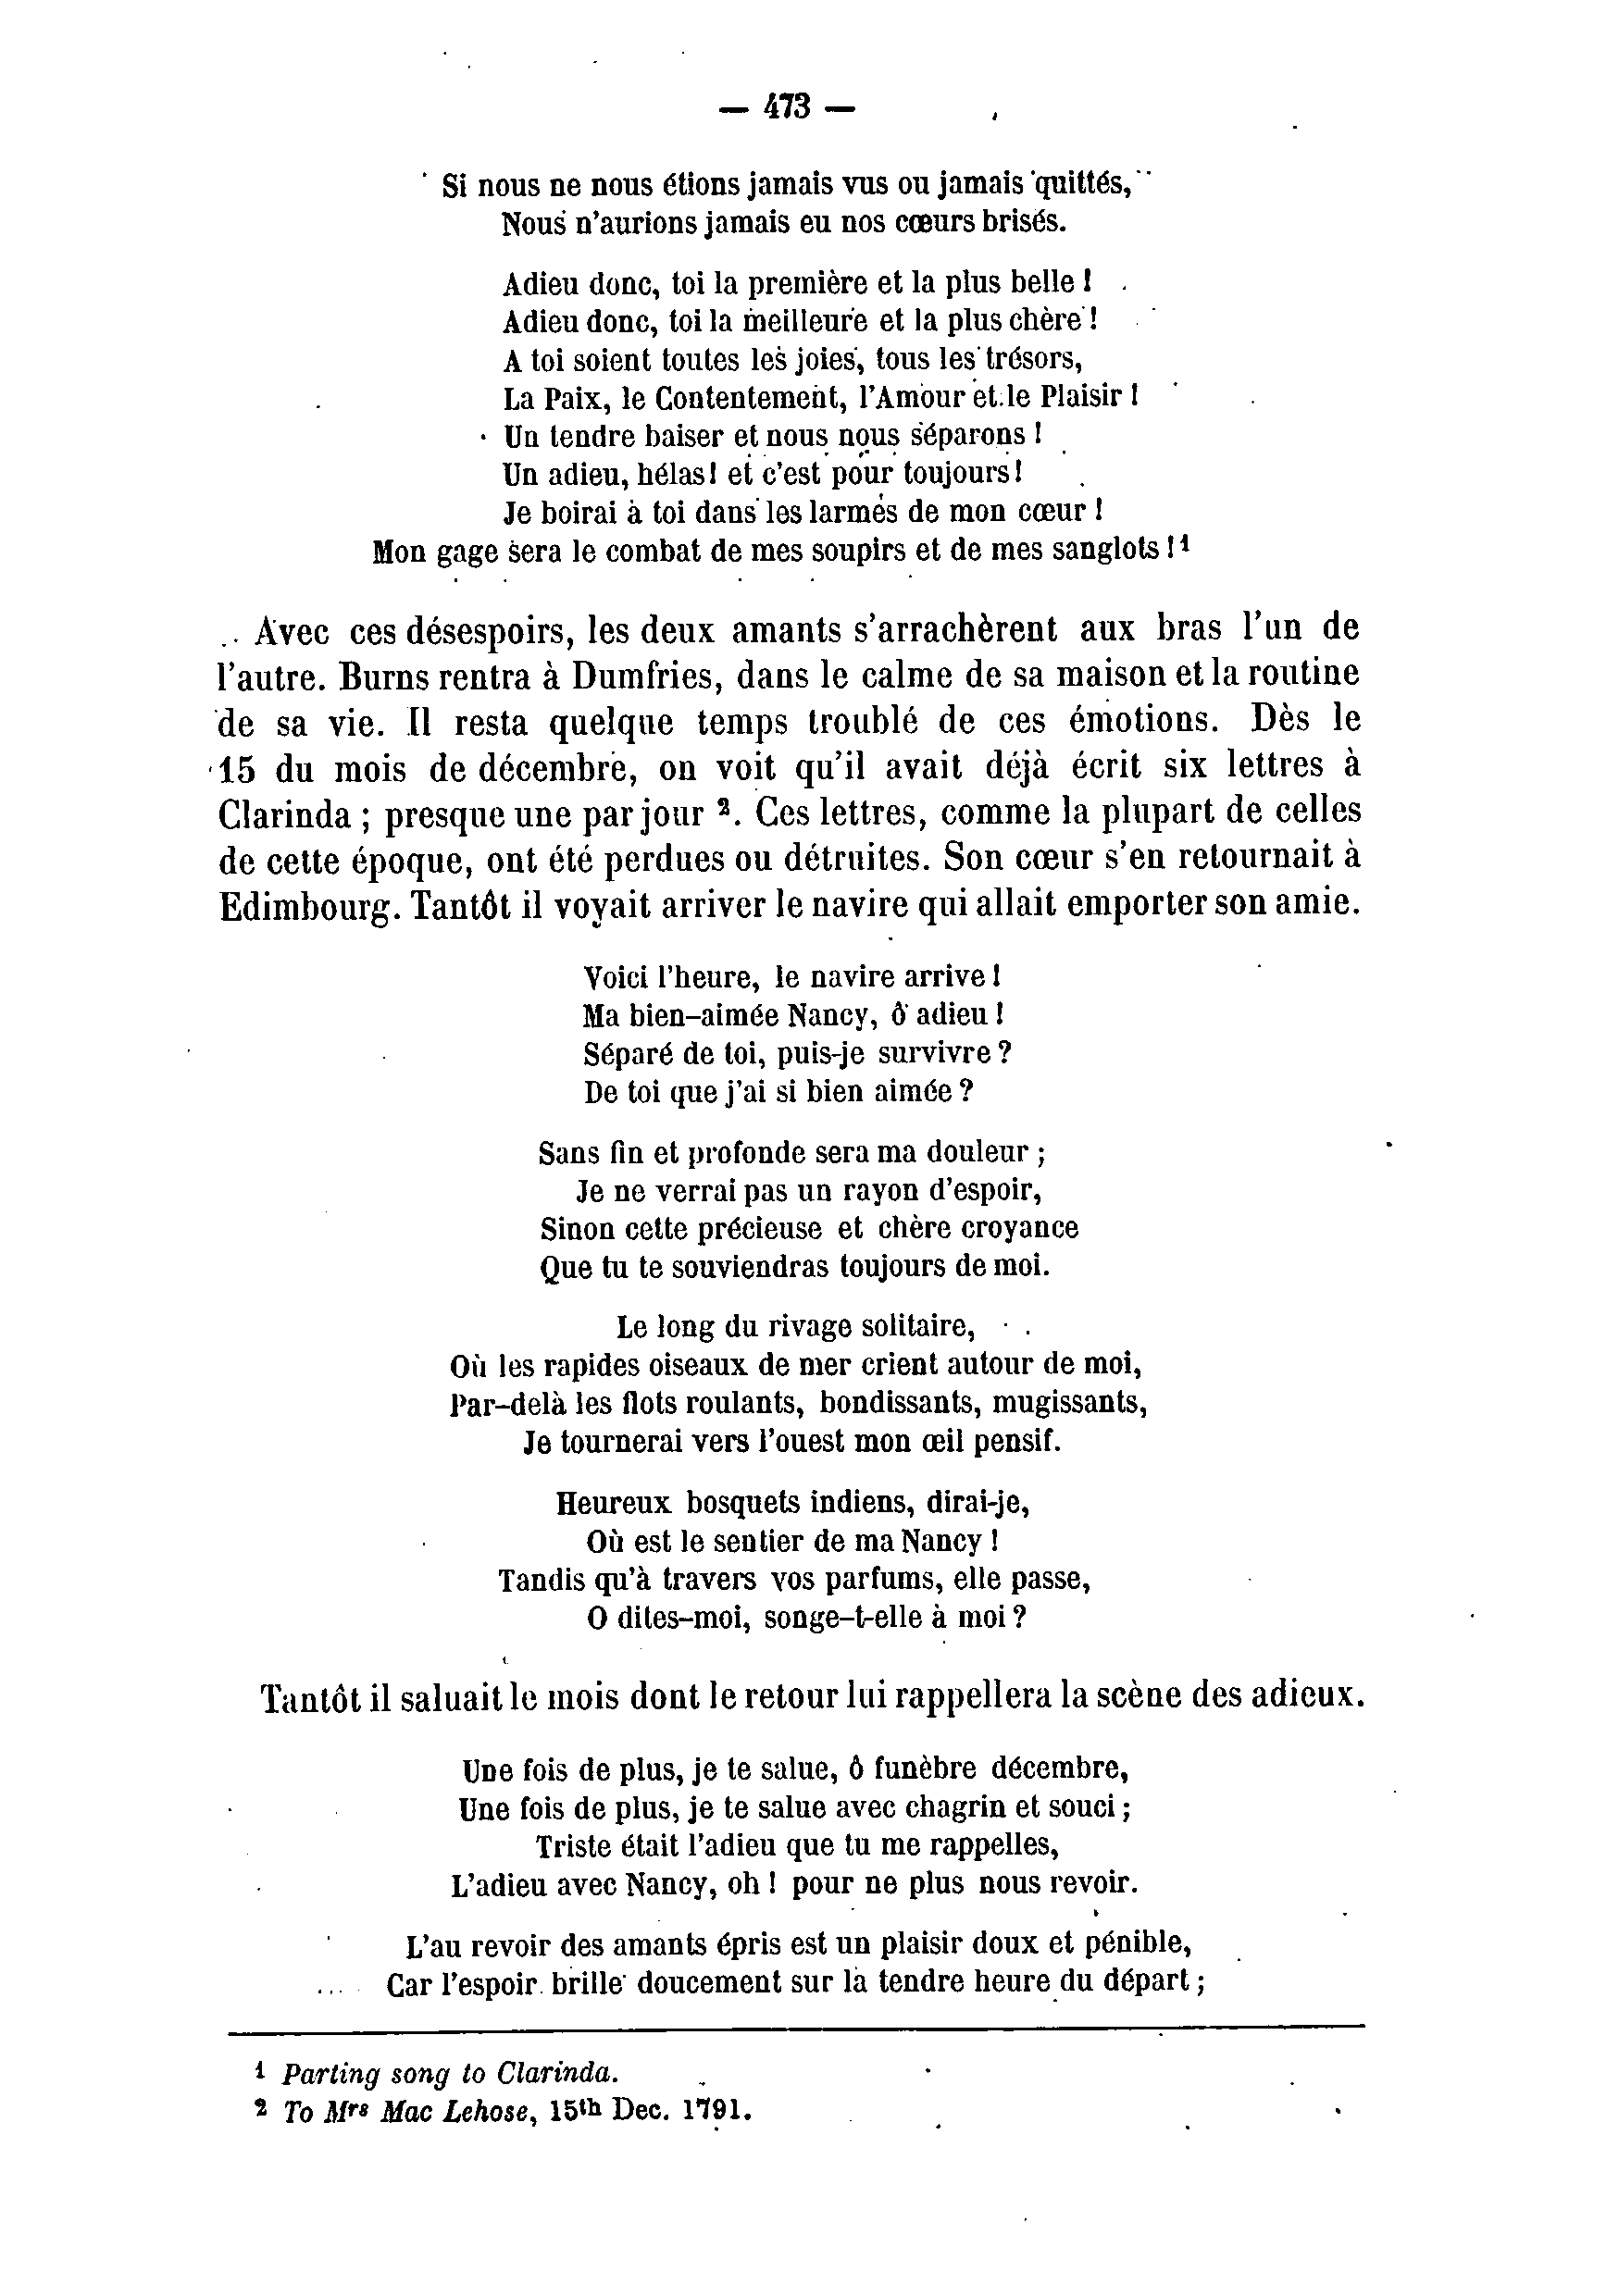 — 473 —
Si nous ne nous étions jamais vus ou jamais quittés,
Nous n'aurions jamais eu nos cœurs brisés.
Adieu donc, toi la première et la plus belle !
Adieu donc, toi la meilleure et la plus chère !
A toi soient toutes les joies, tous les trésors,
La Paix, le Contentement, l'Amour et le Plaisir !
Un tendre baiser et nous nous séparons !
Un adieu, hélas! et c'est pour toujours!
Je boirai à toi dans les larmes de mon cœur !
Mon gage sera le combat de mes soupirs et de mes sanglots !¹
Avec ces désespoirs, les deux amants s'arrachèrent aux bras l'un de
l'autre. Burns rentra à Dumfries, dans le calme de sa maison et la routine
de sa vie. Il resta quelque temps troublé de ces émotions. Dès le
15 du mois de décembre, on voit qu'il avait déjà écrit six lettres à
Clarinda ; presque une par jour ². Ces lettres, comme la plupart de celles
de cette époque, ont été perdues ou détruites. Son cœur s'en retournait à
Edimbourg. Tantôt il voyait arriver le navire qui allait emporter son amie.
Voici l'heure, le navire arrive !
Ma bien-aimée Nancy, ô adieu !
Séparé de toi, puis-je survivre ?
De toi que j'ai si bien aimée ?
Sans fin et profonde sera ma douleur ;
Je ne verrai pas un rayon d'espoir,
Sinon cette précieuse et chère croyance
Que tu te souviendras toujours de moi.
Le long du rivage solitaire,
Où les rapides oiseaux de mer crient autour de moi,
Par-delà les flots roulants, bondissants, mugissants,
Je tournerai vers l'ouest mon œil pensif.
Heureux bosquets indiens, dirai-je,
Où est le sentier de ma Nancy !
Tandis qu'à travers vos parfums, elle passe,
O dites-moi, songe-t-elle à moi ?
Tantôt il saluait le mois dont le retour lui rappellera la scène des adieux.
Une fois de plus, je te salue, ô funèbre décembre,
Une fois de plus, je te salue avec chagrin et souci ;
Triste était l'adieu que tu me rappelles,
L'adieu avec Nancy, oh ! pour ne plus nous revoir.
L'au revoir des amants épris est un plaisir doux et pénible,
Car l'espoir brille doucement sur la tendre heure du départ ;
¹ Parting song to Clarinda.
² To Mrs Mac Lehose, 15th Dec. 1791.